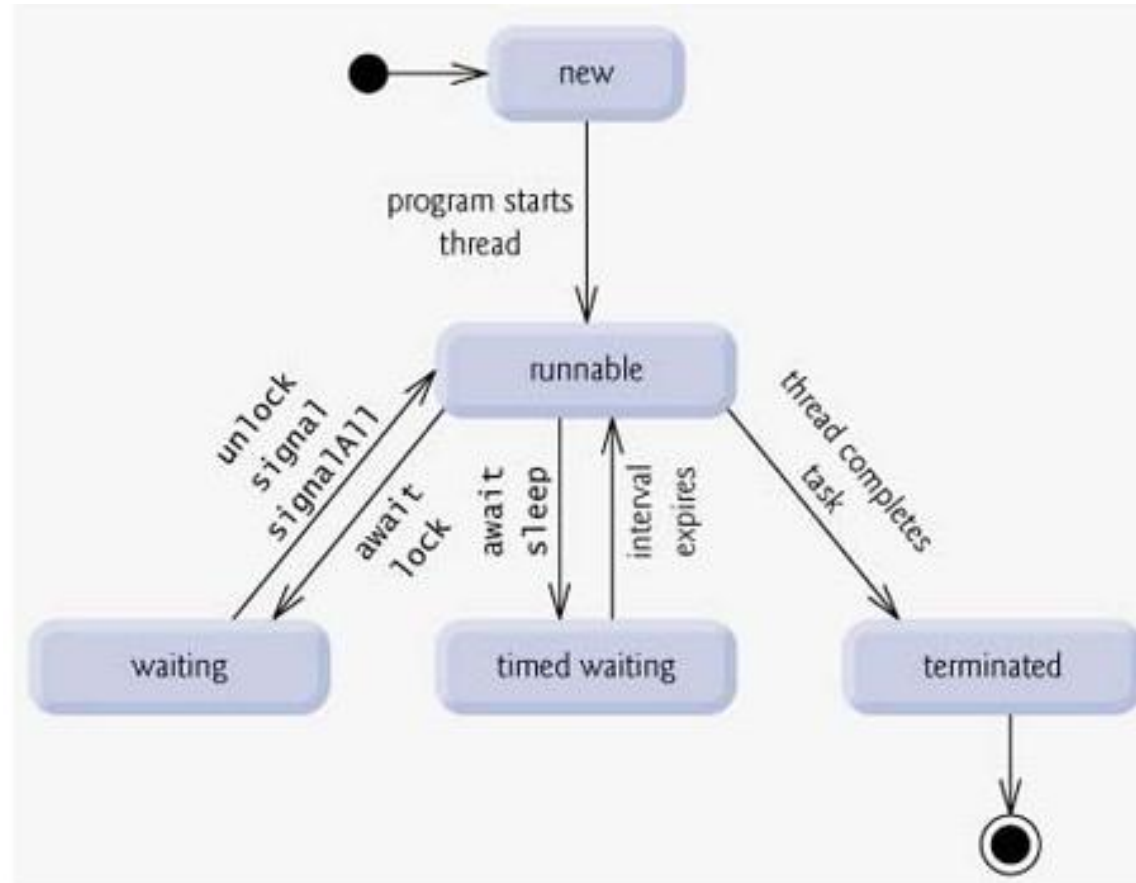 new
program starts
thread
runnable
unlock
signal
signalAll
await
lock
await
sleep
interval
expires
thread completes
task
waiting
timed waiting
terminated